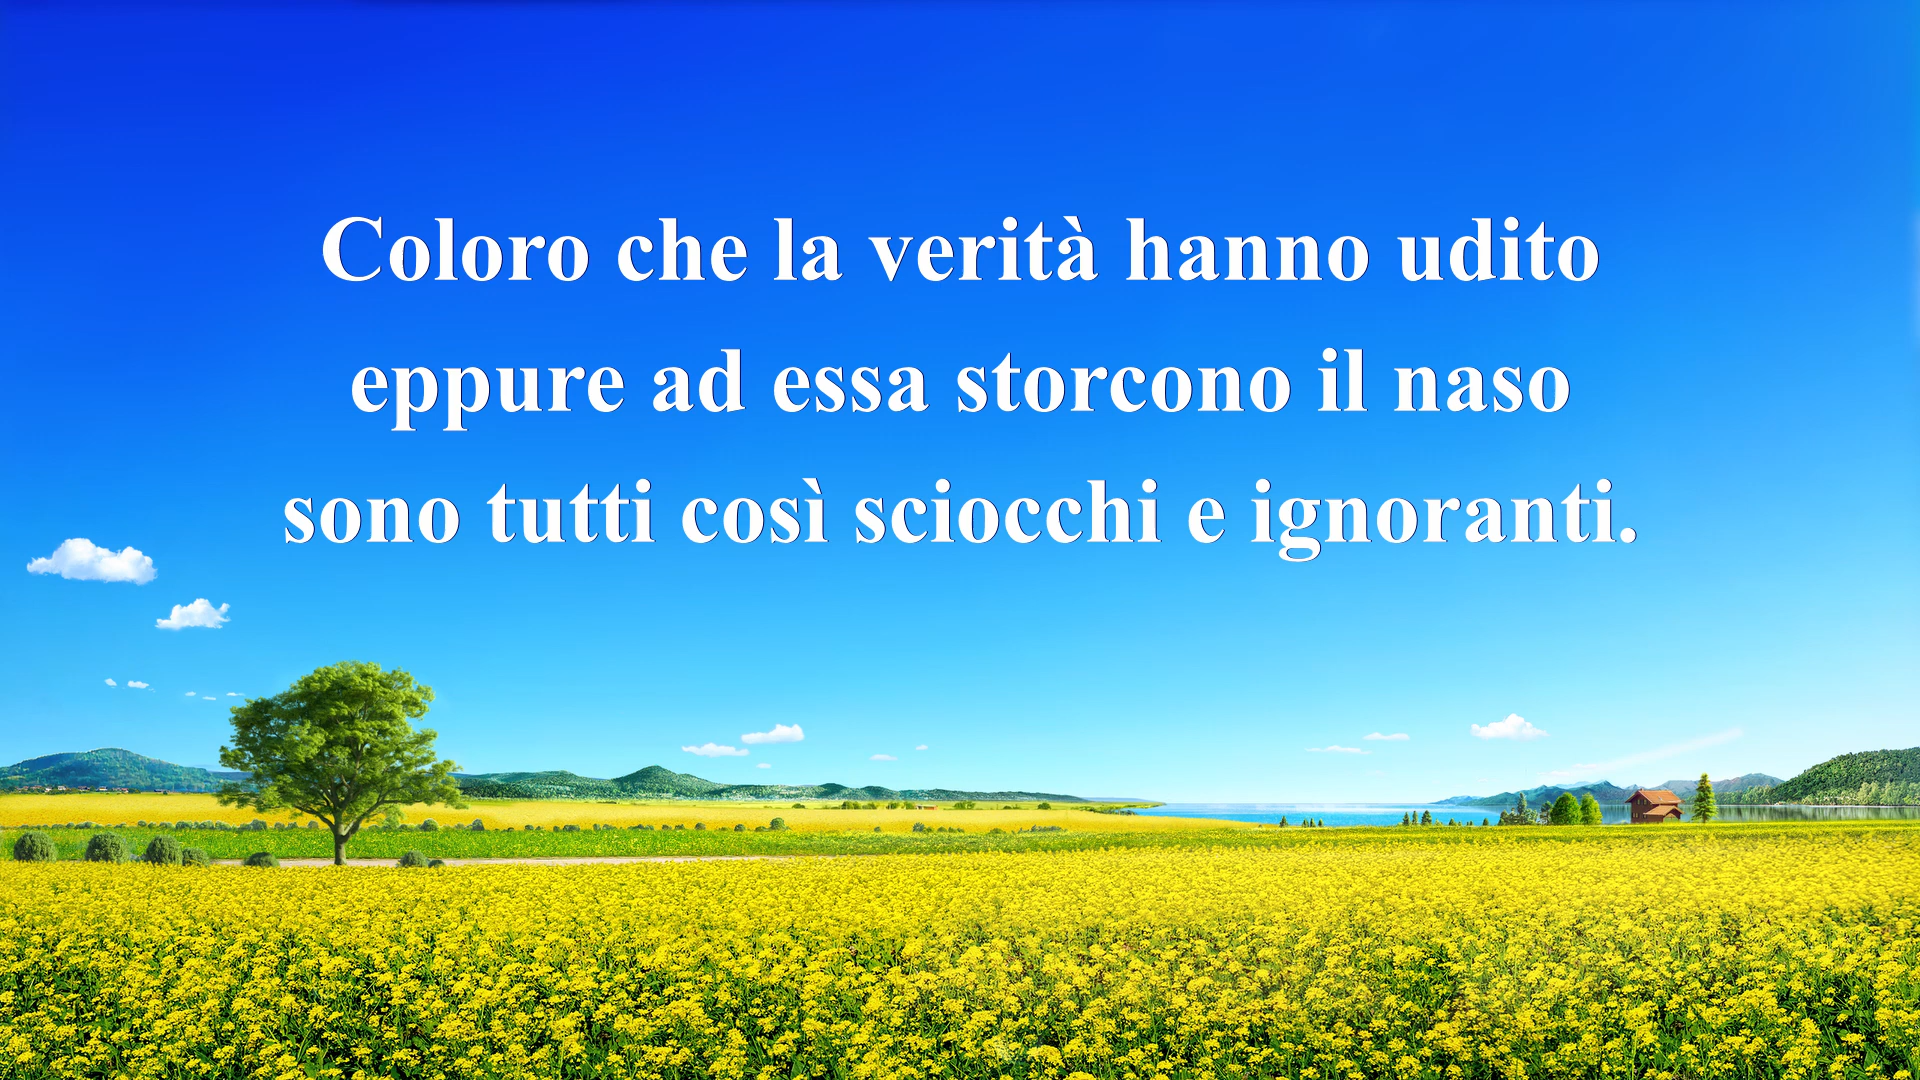 Coloro che la verità hanno udito
eppure ad essa storcono il naso
sono tutti così sciocchi e ignoranti.